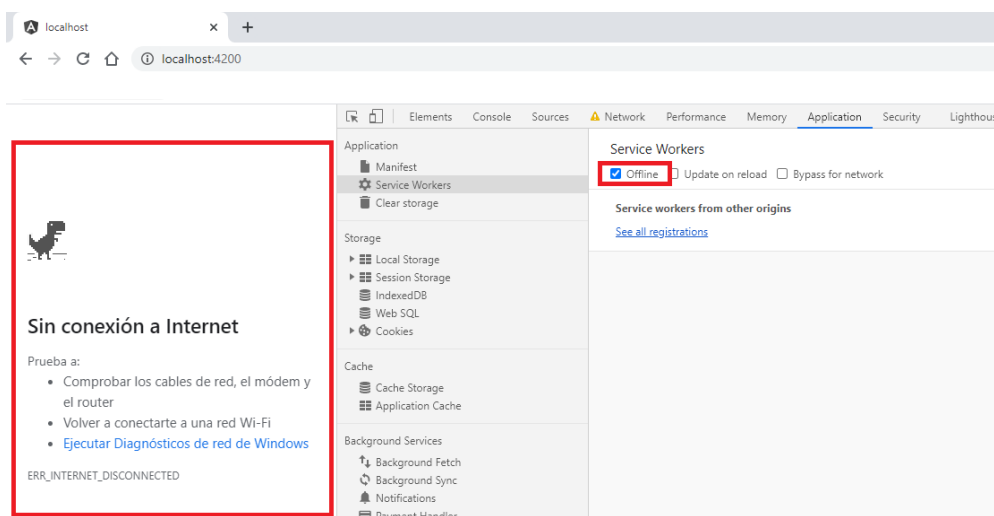 localhost
localhost:4200
Elements Console Sources Network Performance Memory Application Security Lighthous
Sin conexión a Internet
Prueba a:
Comprobar los cables de red, el módem y
el router
Volver a conectarte a una red Wi-Fi
Ejecutar Diagnósticos de red de Windows
ERR_INTERNET_DISCONNECTED
Application
Manifest
Service Workers
Clear storage
Storage
Local Storage
Session Storage
IndexedDB
Web SQL
Cookies
Cache
Cache Storage
Application Cache
Background Services
Background Fetch
Background Sync
Notifications
Payment Handler
Service Workers
Offline Update on reload Bypass for network
Service workers from other origins
See all registrations